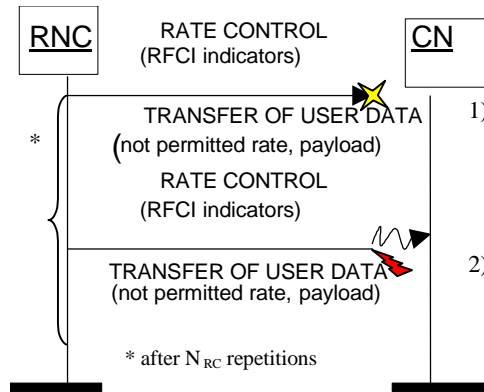 RNC
CN
RATE CONTROL
(RFCI indicators)
1)
TRANSFER OF USER DATA
(not permitted rate, payload)
*
RATE CONTROL
(RFCI indicators)
2)
TRANSFER OF USER DATA
(not permitted rate, payload)
* after NRC repetitions